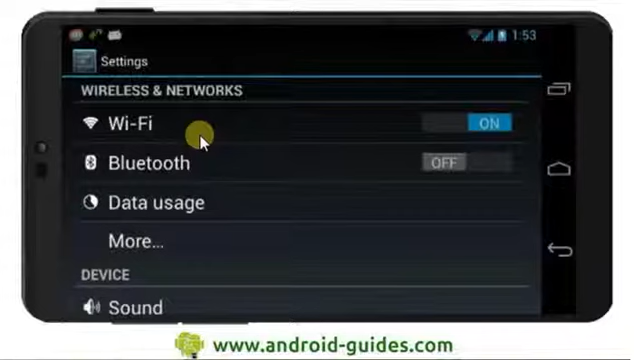 1:53
Settings
WIRELESS & NETWORKS
Wi-Fi ON
Bluetooth OFF
Data usage
More...
DEVICE
Sound
www.android-guides.com